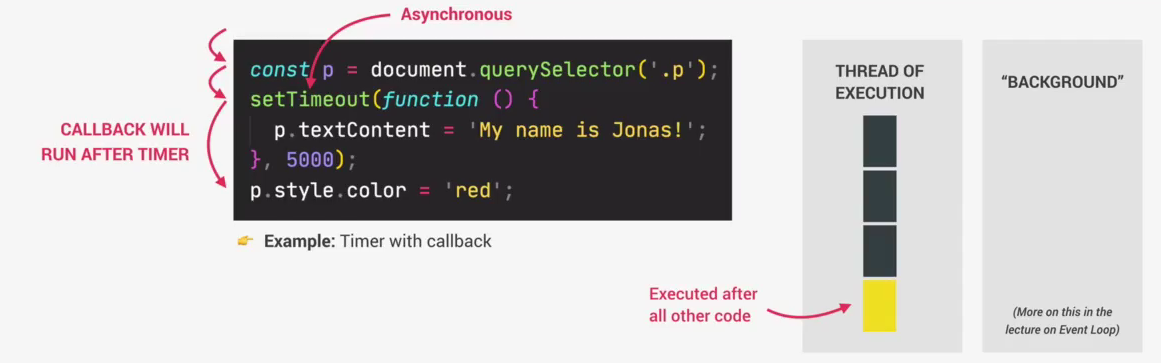 Asynchronous
const p = document.querySelector('.p');
setTimeout(function () {
p.textContent = 'My name is Jonas!';
}, 5000);
p.style.color = 'red';
CALLBACK WILL
RUN AFTER TIMER
👉 Example: Timer with callback
THREAD OF
EXECUTION
Executed after
all other code
“BACKGROUND”
(More on this in the
lecture on Event Loop)